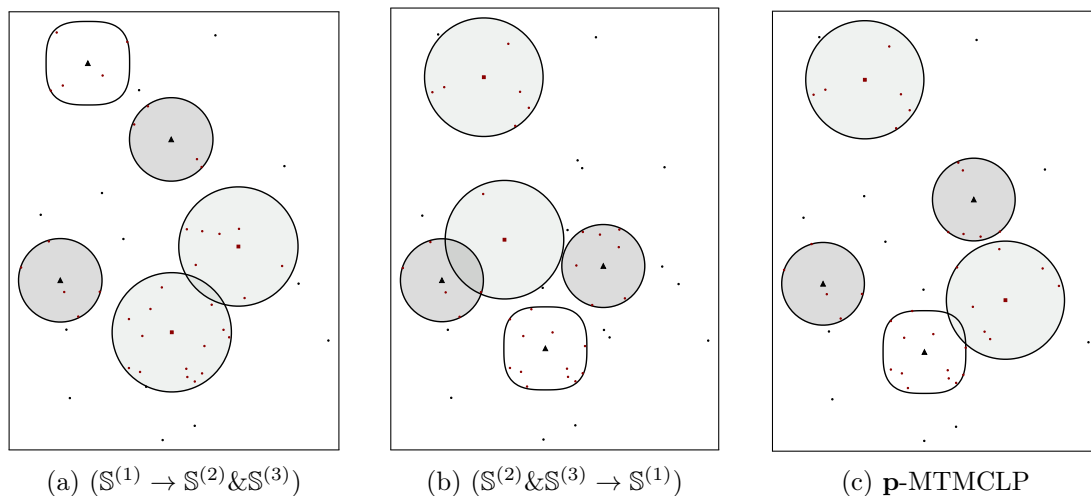 (a) (𝕊⁽¹⁾ → 𝕊⁽²⁾&𝕊⁽³⁾)
(b) (𝕊⁽²⁾&𝕊⁽³⁾ → 𝕊⁽¹⁾)
(c) p-MTMCLP